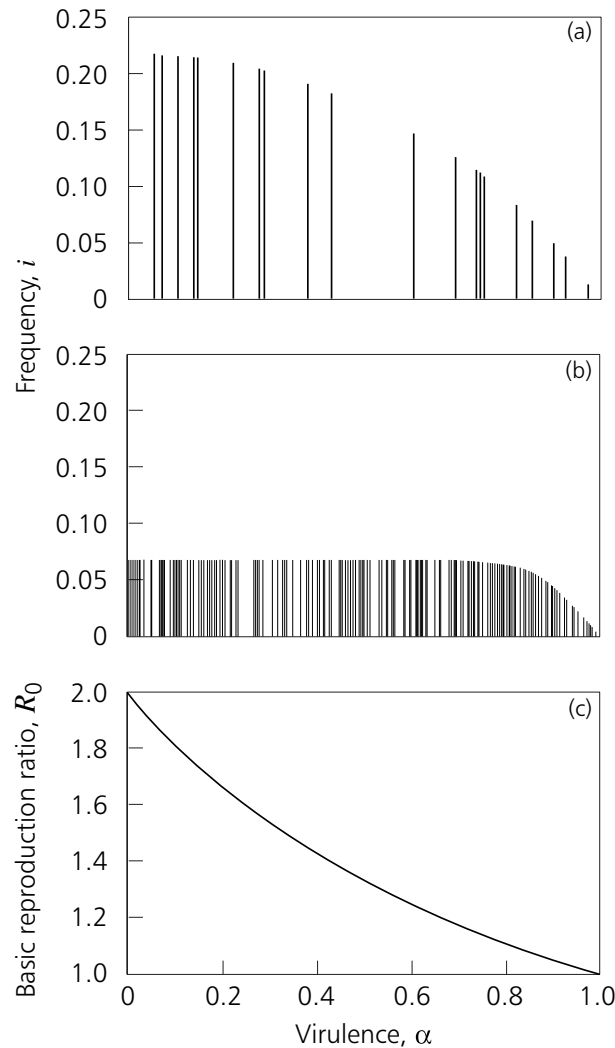 (a)
0.25
0.20
0.15
0.10
0.05
0
Frequency, i
(b)
0.25
0.20
0.15
0.10
0.05
0
(c)
2.0
1.8
1.6
1.4
1.2
1.0
Basic reproduction ratio, R0
0 0.2 0.4 0.6 0.8 1.0
Virulence, α